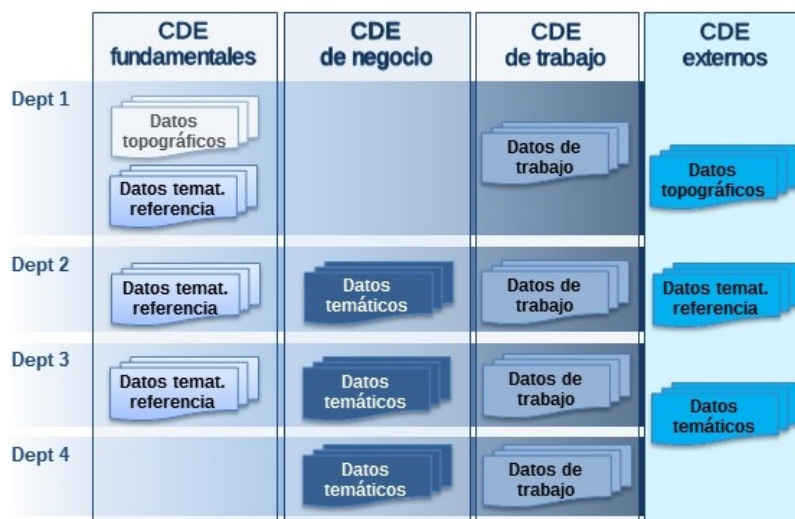 CDE
fundamentales
CDE
de negocio
CDE
de trabajo
CDE
externos
Dept 1
Datos
topográficos
Datos temat.
referencia
Datos de
trabajo
Datos
topográficos
Dept 2
Datos temat.
referencia
Datos
temáticos
Datos de
trabajo
Datos temat.
referencia
Dept 3
Datos temat.
referencia
Datos
temáticos
Datos de
trabajo
Datos
temáticos
Dept 4
Datos
temáticos
Datos de
trabajo